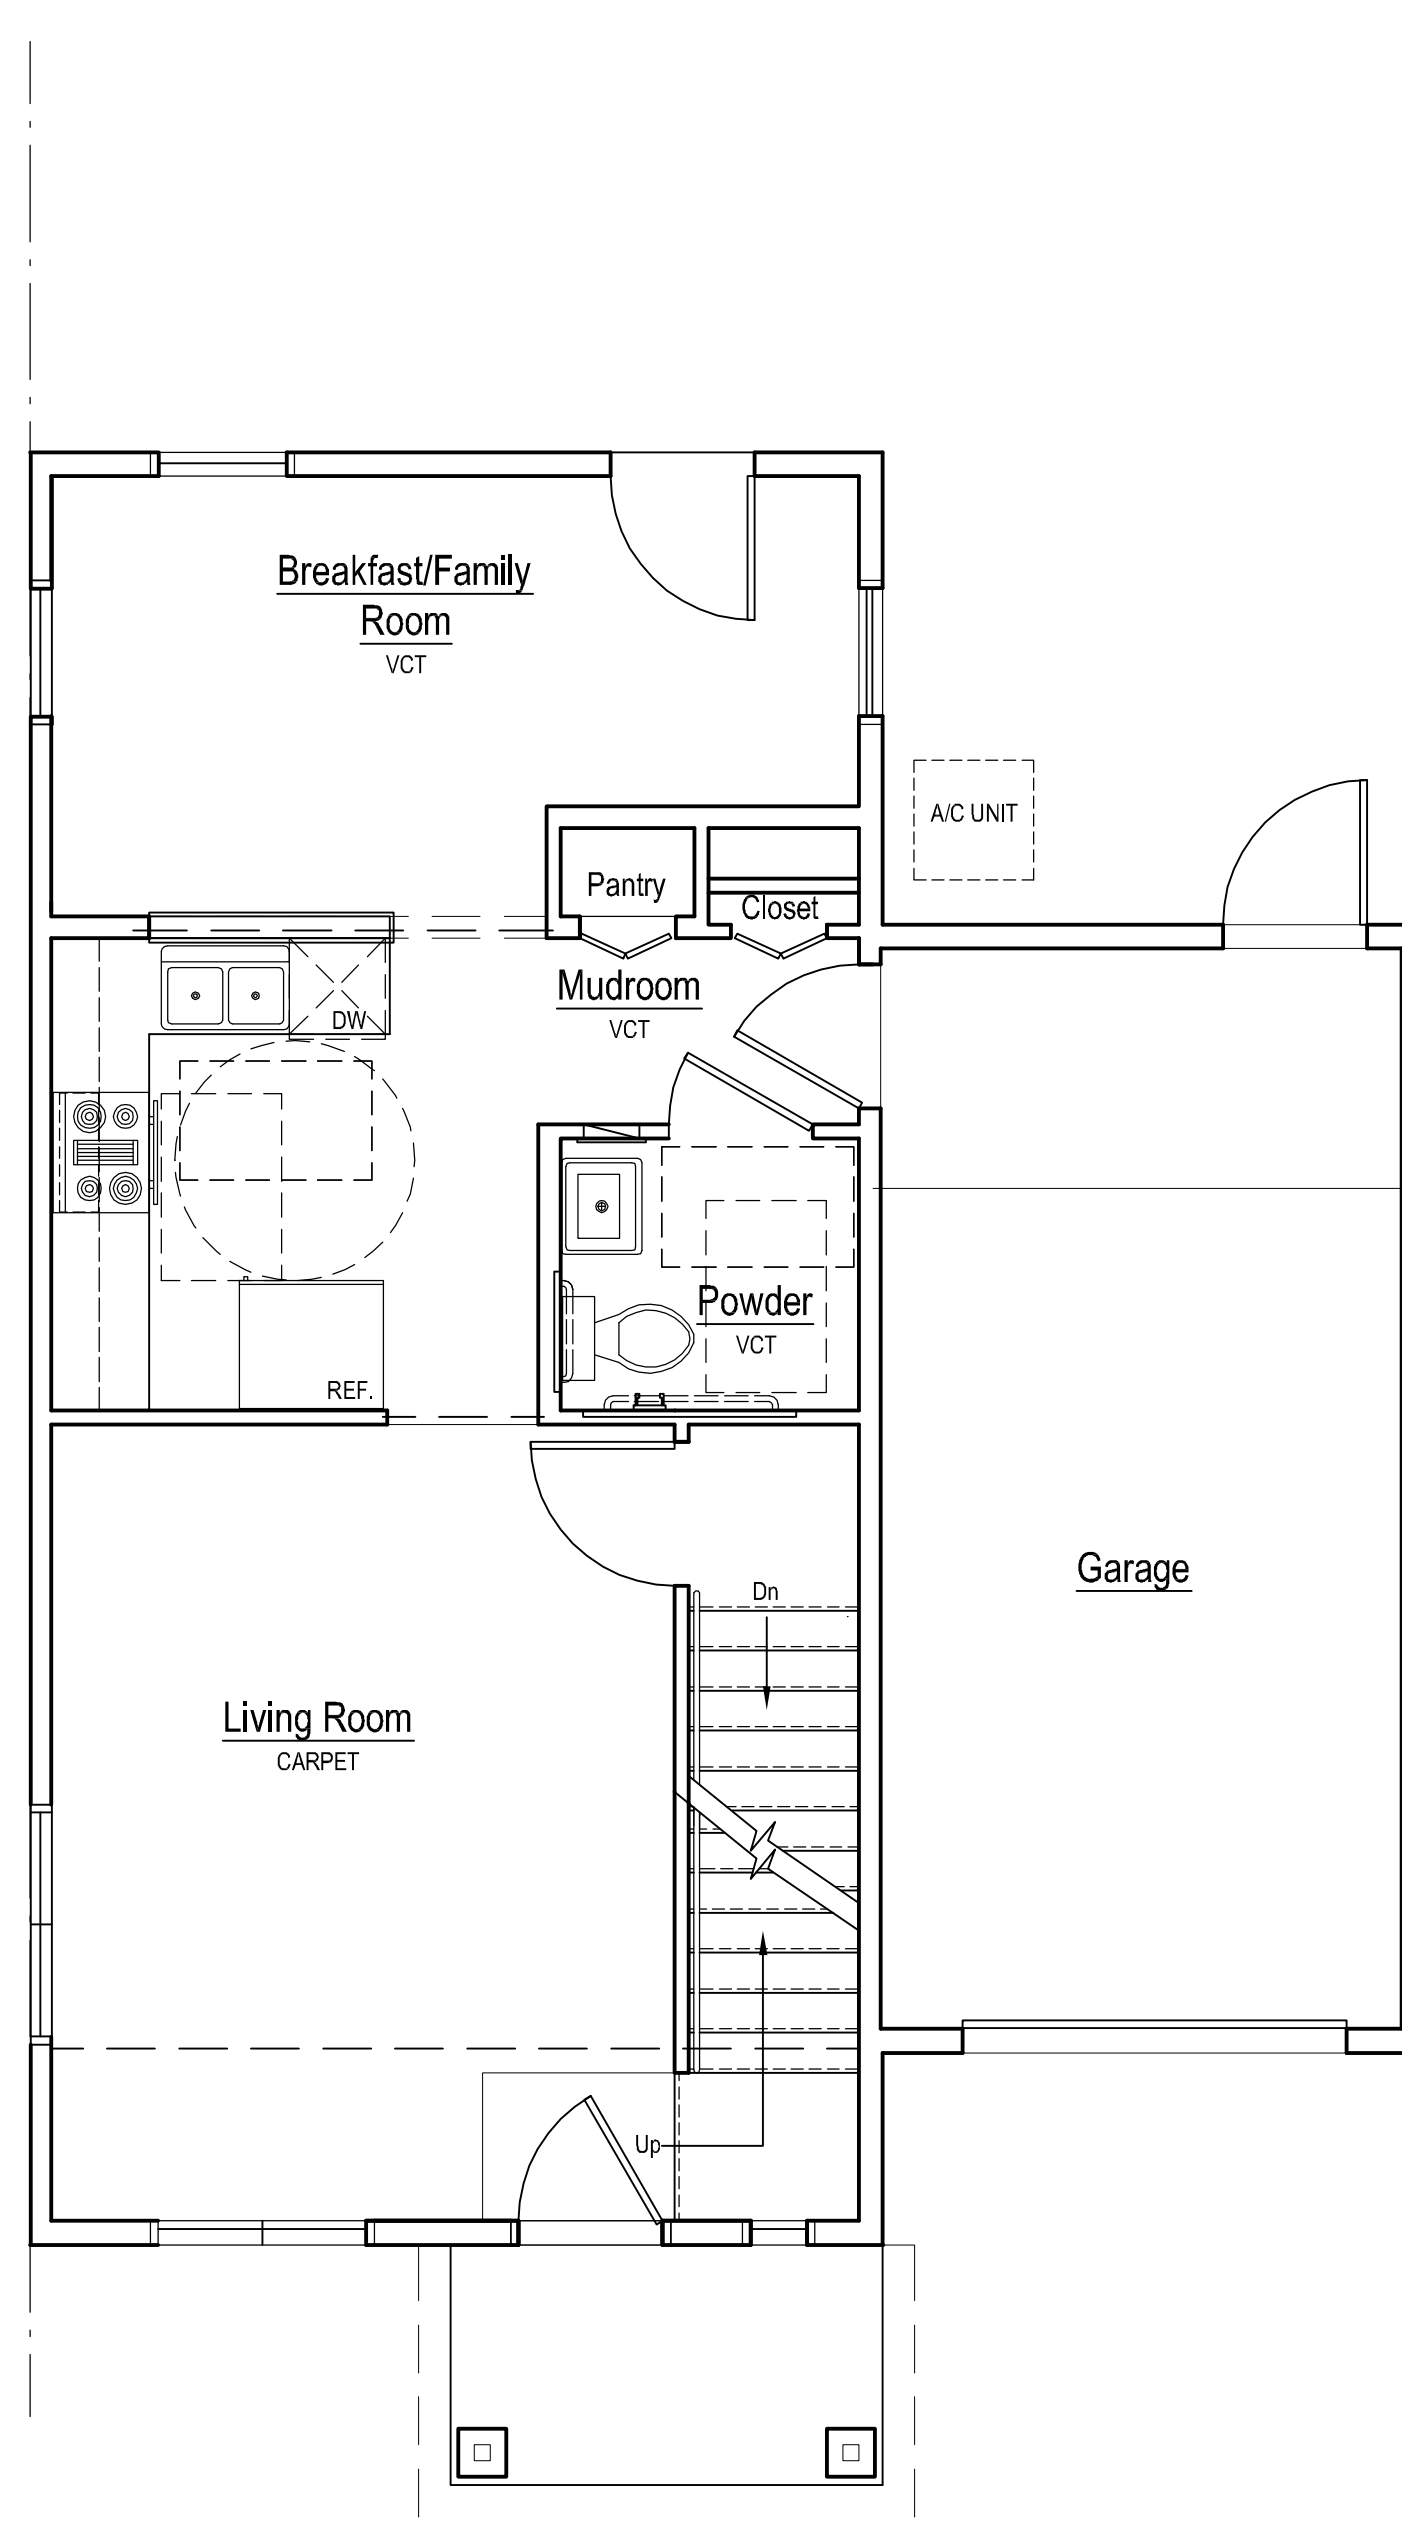 Breakfast/Family
Room
VCT
A/C UNIT
Pantry
Closet
Mudroom
VCT
DW
Powder
VCT
REF.
Garage
Dn
Living Room
CARPET
Up